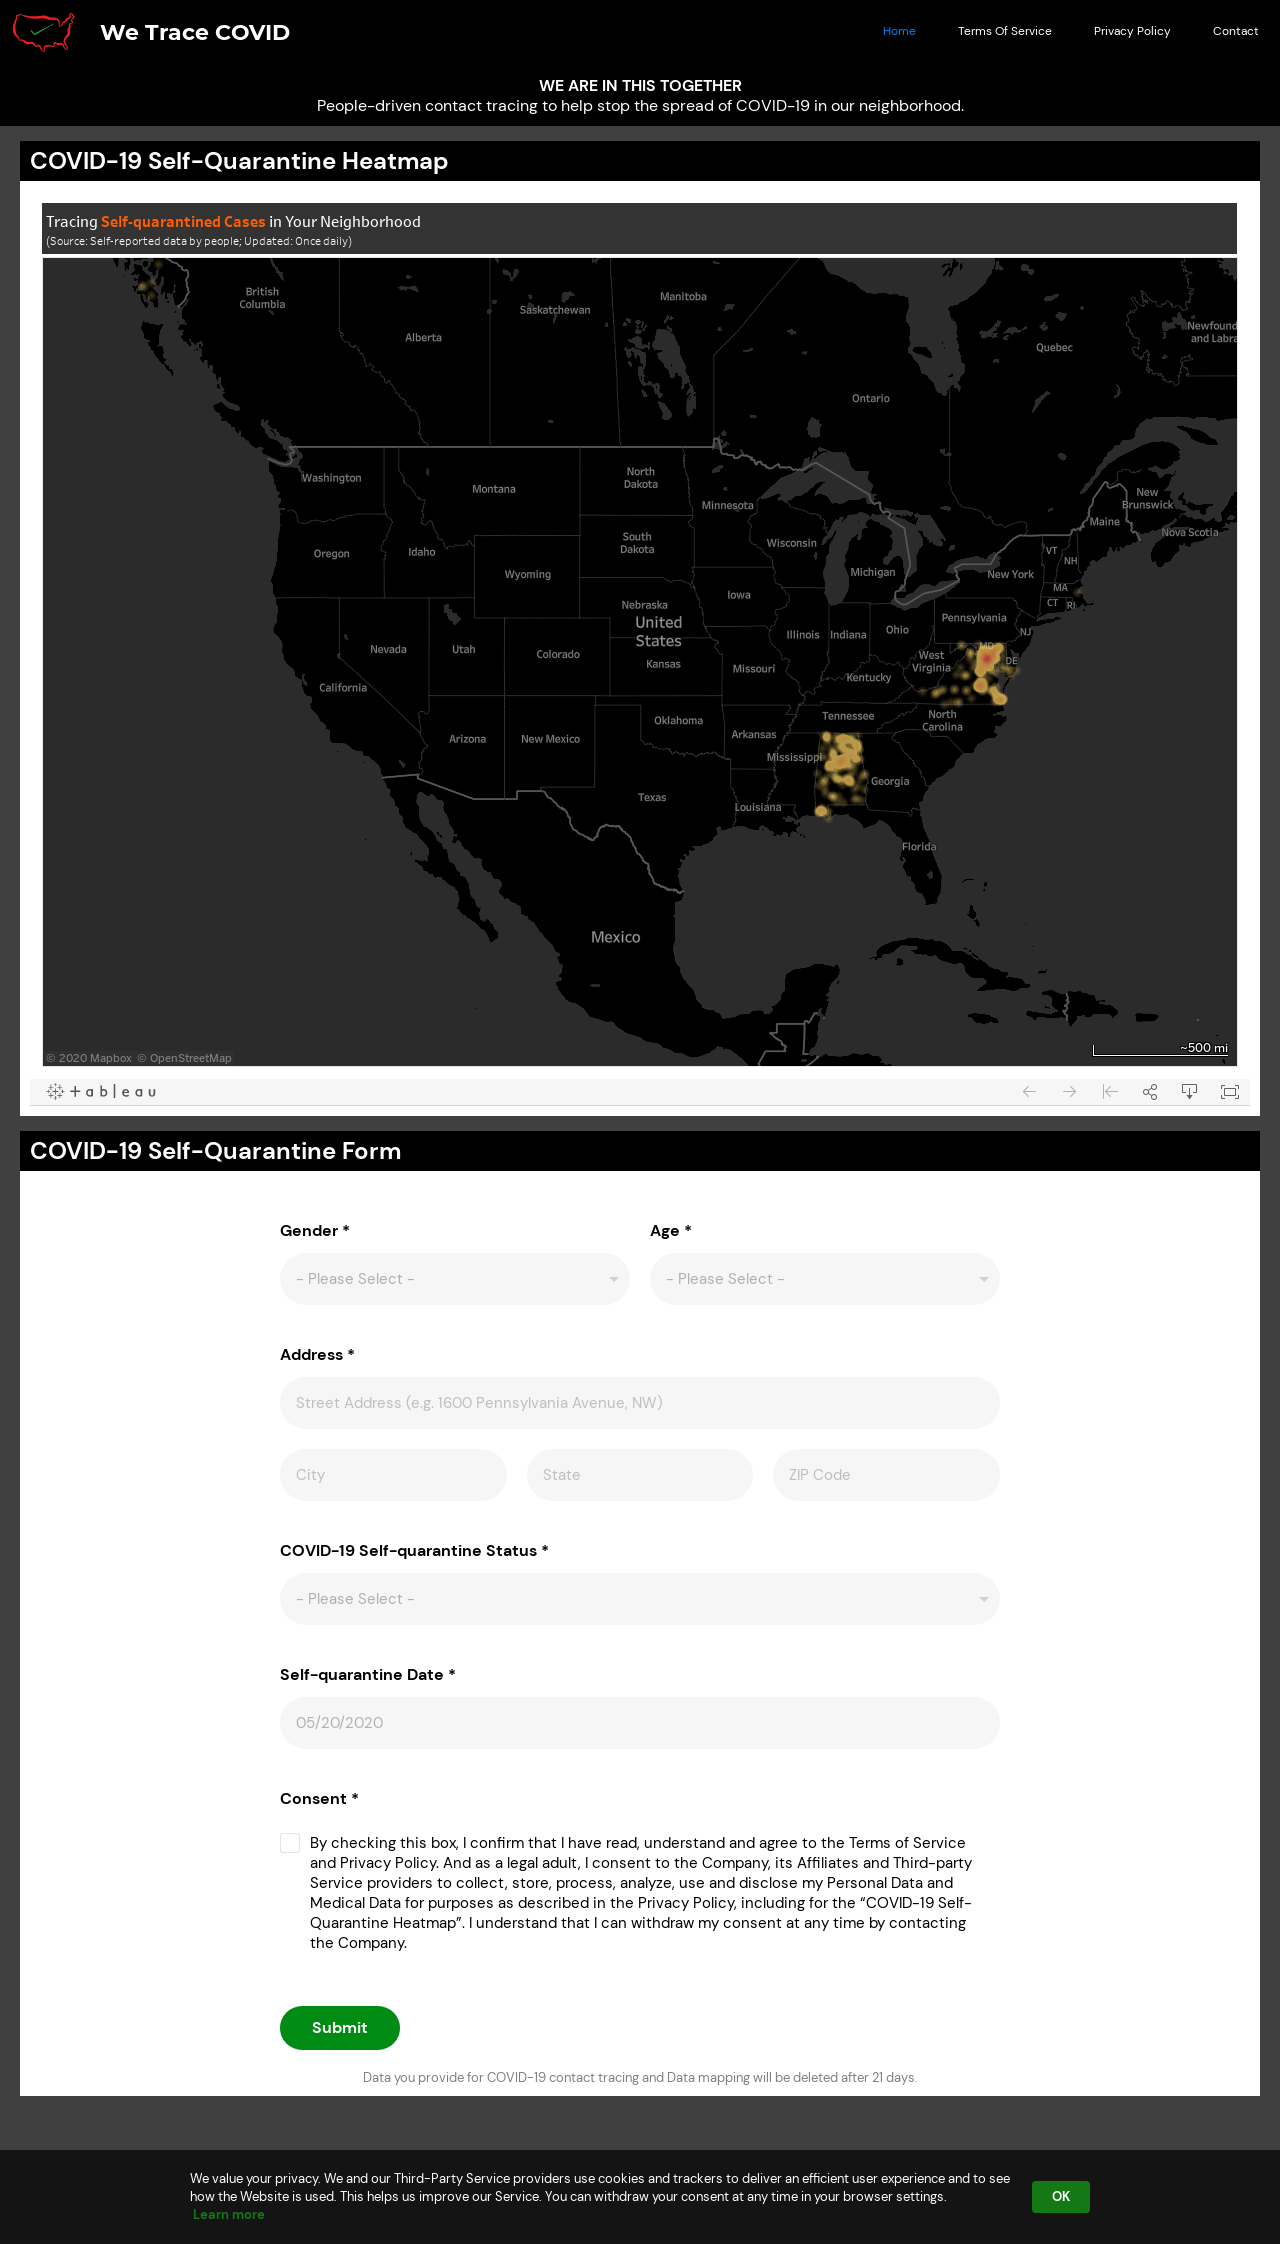 We Trace COVID
Home
Terms Of Service
Privacy Policy
Contact
WE ARE IN THIS TOGETHER
People-driven contact tracing to help stop the spread of COVID-19 in our neighborhood.
COVID-19 Self-Quarantine Heatmap
Tracing Self-quarantined Cases in Your Neighborhood
(Source: Self-reported data by people; Updated: Once daily)
British
Columbia
Alberta
Saskatchewan
Manitoba
Ontario
Quebec
Newfound
and Labra
New
Brunswick
Nova Scotia
Maine
Washington
Montana
North
Dakota
Minnesota
Wisconsin
Michigan
New York
VT
NH
MA
CT
RI
Oregon
Idaho
South
Dakota
Wyoming
Iowa
Nebraska
United
States
Illinois
Indiana
Ohio
Pennsylvania
NJ
MD
DE
West
Virginia
Nevada
Utah
Colorado
Kansas
Missouri
Kentucky
California
Oklahoma
Tennessee
North
Carolina
Arizona
New Mexico
Arkansas
Mississippi
Georgia
Texas
Louisiana
Florida
Mexico
© 2020 Mapbox © OpenStreetMap
~500 mi
+ableau
COVID-19 Self-Quarantine Form
Gender *
Age *
- Please Select -
- Please Select -
Address *
Street Address (e.g. 1600 Pennsylvania Avenue, NW)
City
State
ZIP Code
COVID-19 Self-quarantine Status *
- Please Select -
Self-quarantine Date *
05/20/2020
Consent *
By checking this box, I confirm that I have read, understand and agree to the Terms of Service
and Privacy Policy. And as a legal adult, I consent to the Company, its Affiliates and Third-party
Service providers to collect, store, process, analyze, use and disclose my Personal Data and
Medical Data for purposes as described in the Privacy Policy, including for the “COVID-19 Self-
Quarantine Heatmap”. I understand that I can withdraw my consent at any time by contacting
the Company.
Submit
Data you provide for COVID-19 contact tracing and Data mapping will be deleted after 21 days.
We value your privacy. We and our Third-Party Service providers use cookies and trackers to deliver an efficient user experience and to see
how the Website is used. This helps us improve our Service. You can withdraw your consent at any time in your browser settings.
Learn more
OK